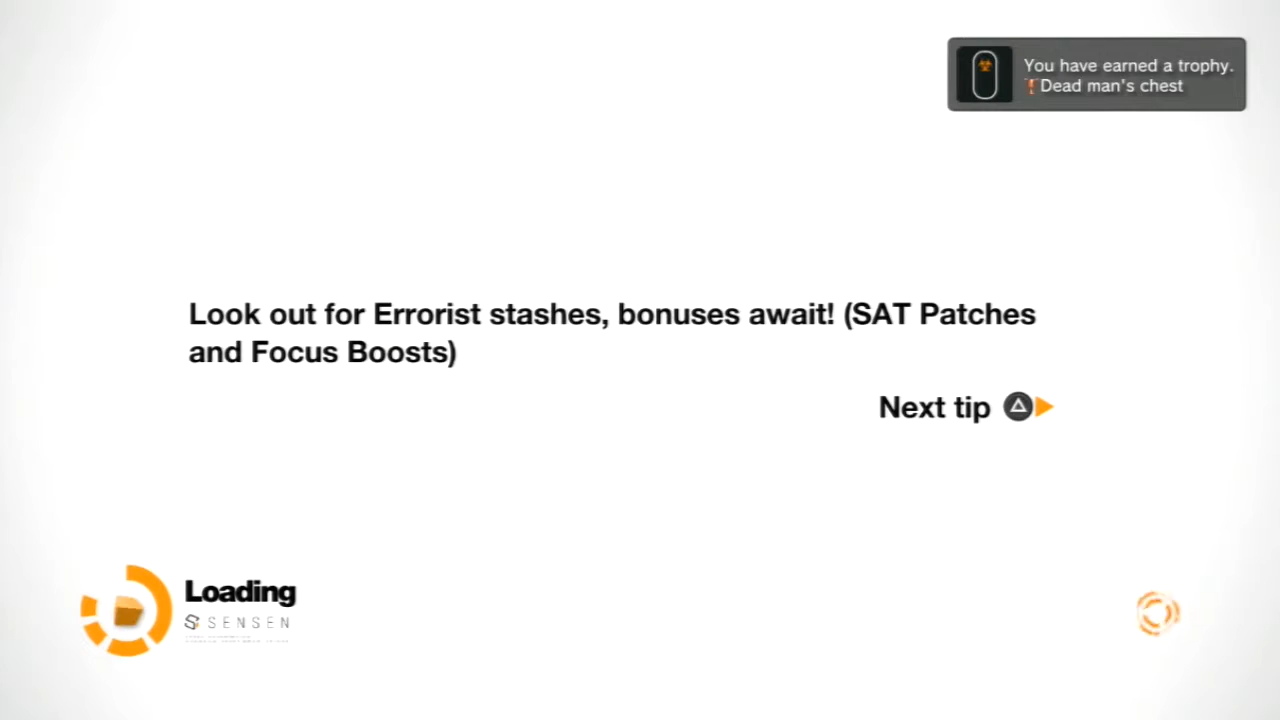 You have earned a trophy.
Dead man's chest
Look out for Errorist stashes, bonuses await! (SAT Patches
and Focus Boosts)
Next tip
Loading
SENSEN